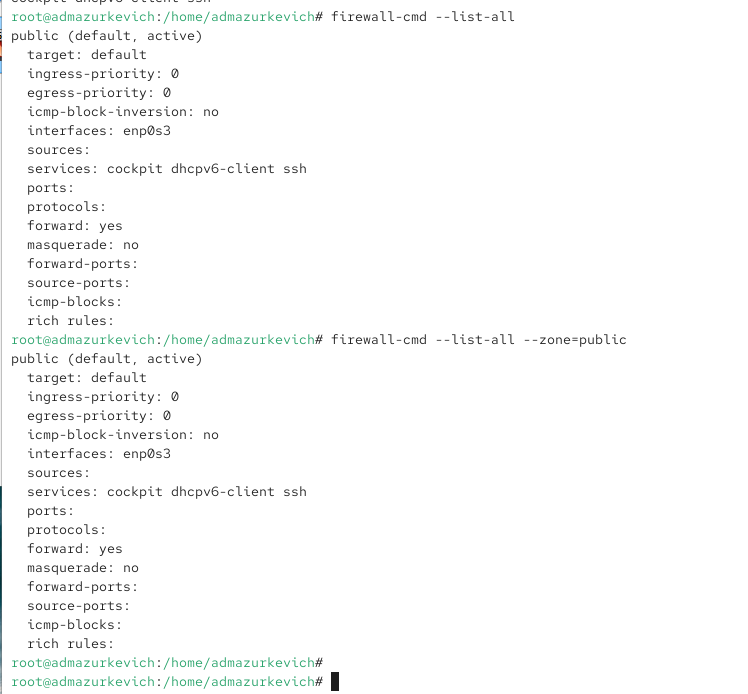 root@admazurkevich:/home/admazurkevich# firewall-cmd --list-all
public (default, active)
  target: default
  ingress-priority: 0
  egress-priority: 0
  icmp-block-inversion: no
  interfaces: enp0s3
  sources:
  services: cockpit dhcpv6-client ssh
  ports:
  protocols:
  forward: yes
  masquerade: no
  forward-ports:
  source-ports:
  icmp-blocks:
  rich rules:
root@admazurkevich:/home/admazurkevich# firewall-cmd --list-all --zone=public
public (default, active)
  target: default
  ingress-priority: 0
  egress-priority: 0
  icmp-block-inversion: no
  interfaces: enp0s3
  sources:
  services: cockpit dhcpv6-client ssh
  ports:
  protocols:
  forward: yes
  masquerade: no
  forward-ports:
  source-ports:
  icmp-blocks:
  rich rules:
root@admazurkevich:/home/admazurkevich#
root@admazurkevich:/home/admazurkevich#